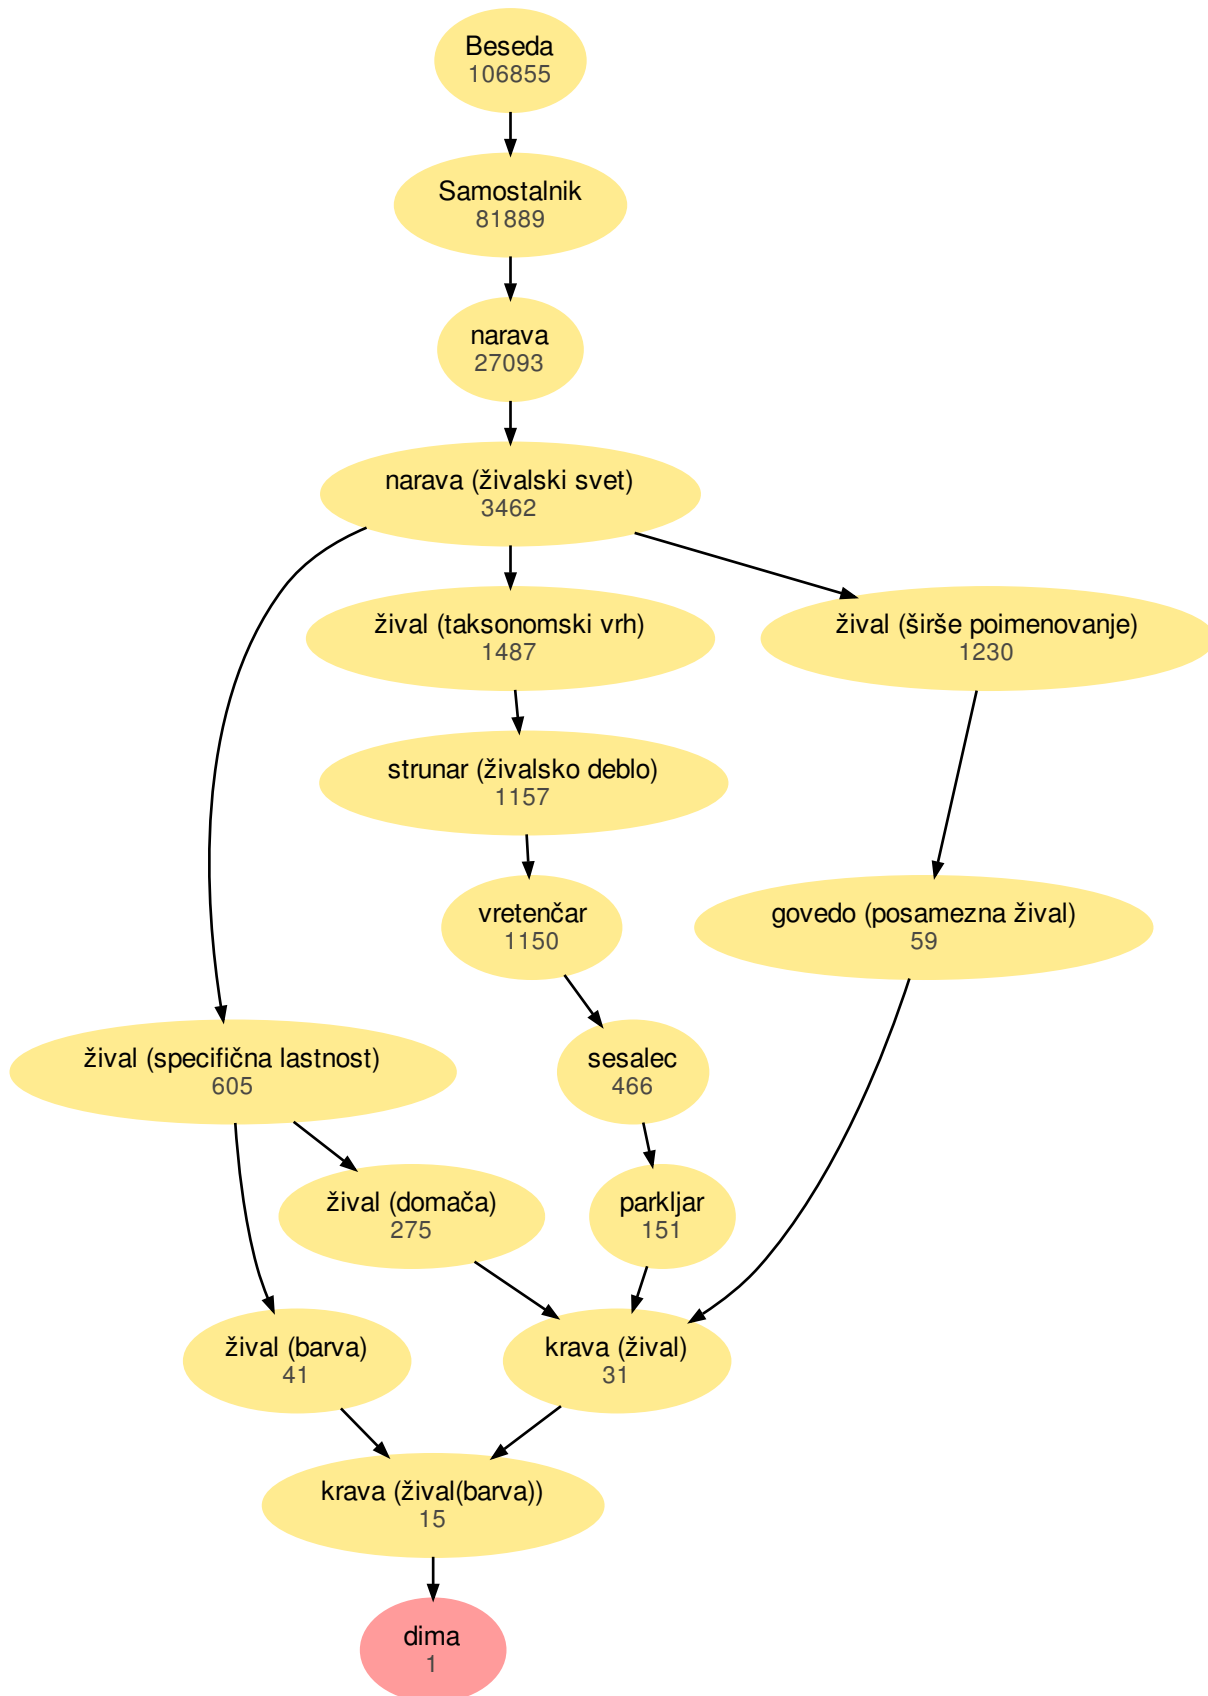 Beseda
106855
Samostalnik
81889
narava
27093
narava (živalski svet)
3462
žival (taksonomski vrh)
1487
žival (širše poimenovanje)
1230
strunar (živalsko deblo)
1157
vretenčar
1150
govedo (posamezna žival)
59
žival (specifična lastnost)
605
sesalec
466
žival (domača)
275
parkljar
151
žival (barva)
41
krava (žival)
31
krava (žival(barva))
15
dima
1